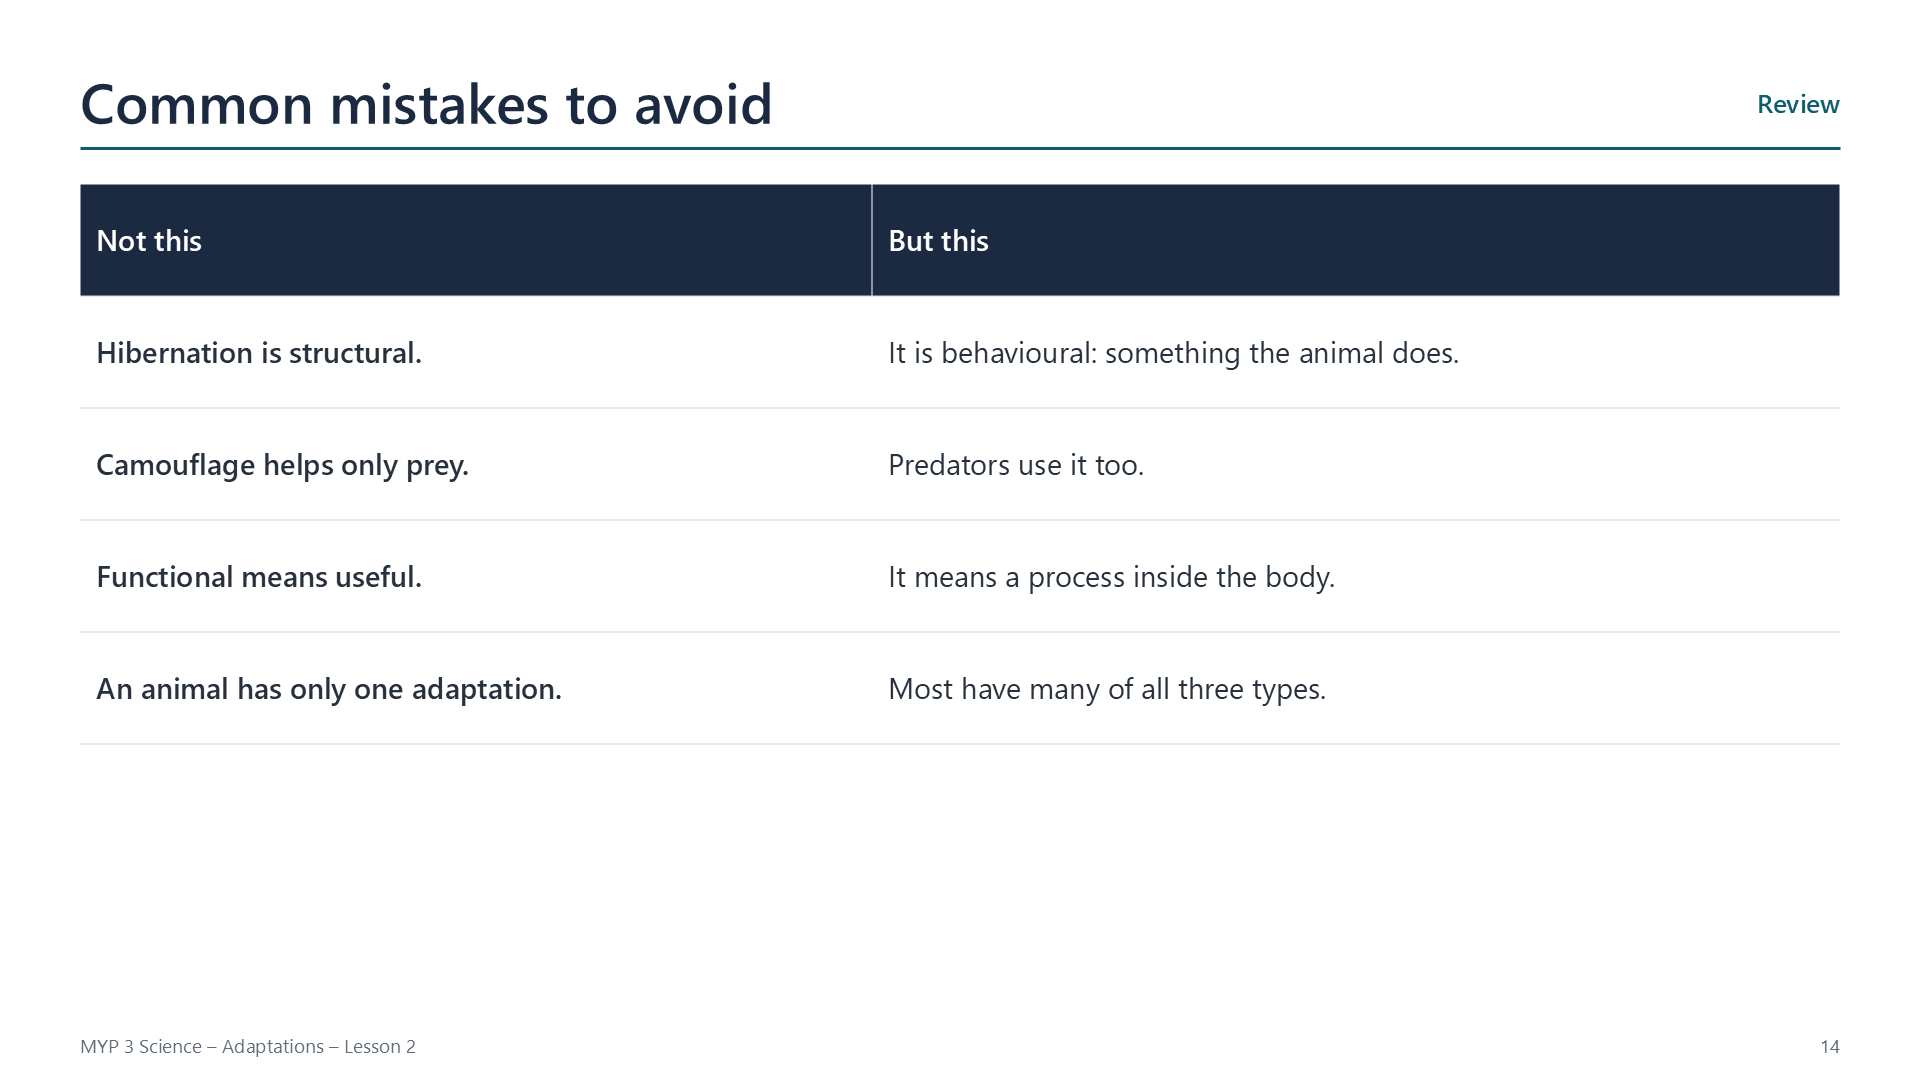 Common mistakes to avoid
Review
Not this
But this
Hibernation is structural.
It is behavioural: something the animal does.
Camouflage helps only prey.
Predators use it too.
Functional means useful.
It means a process inside the body.
An animal has only one adaptation.
Most have many of all three types.
MYP 3 Science – Adaptations – Lesson 2
14